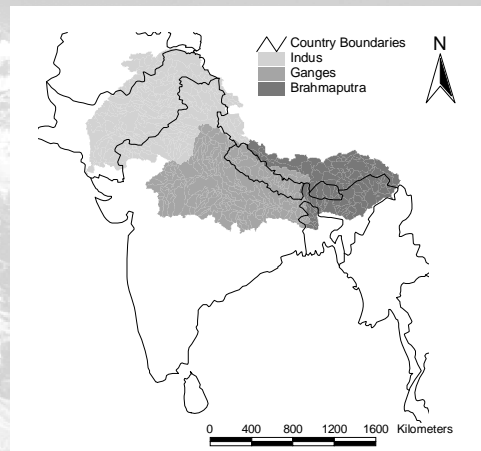 Country Boundaries
Indus
Ganges
Brahmaputra
N
0 400 800 1200 1600 Kilometers